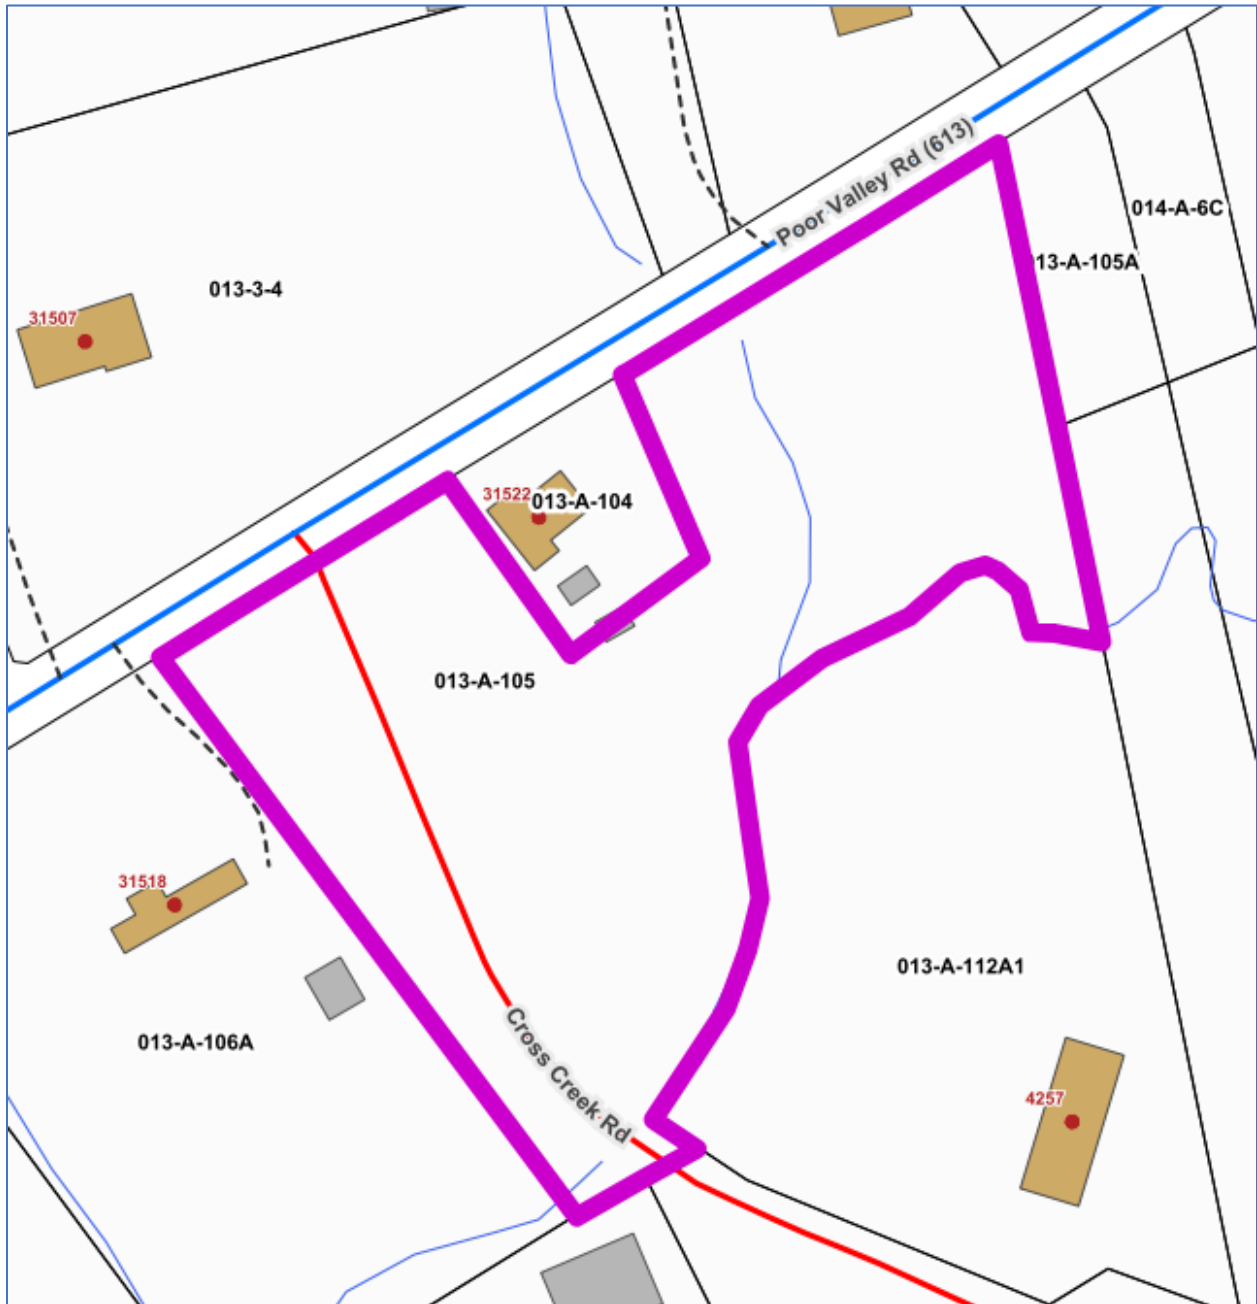 Poor Valley Rd (613)
014-A-6C
13-A-105A
013-3-4
31507
31522
013-A-104
013-A-105
31518
013-A-112A1
Cross Creek Rd
013-A-106A
4257